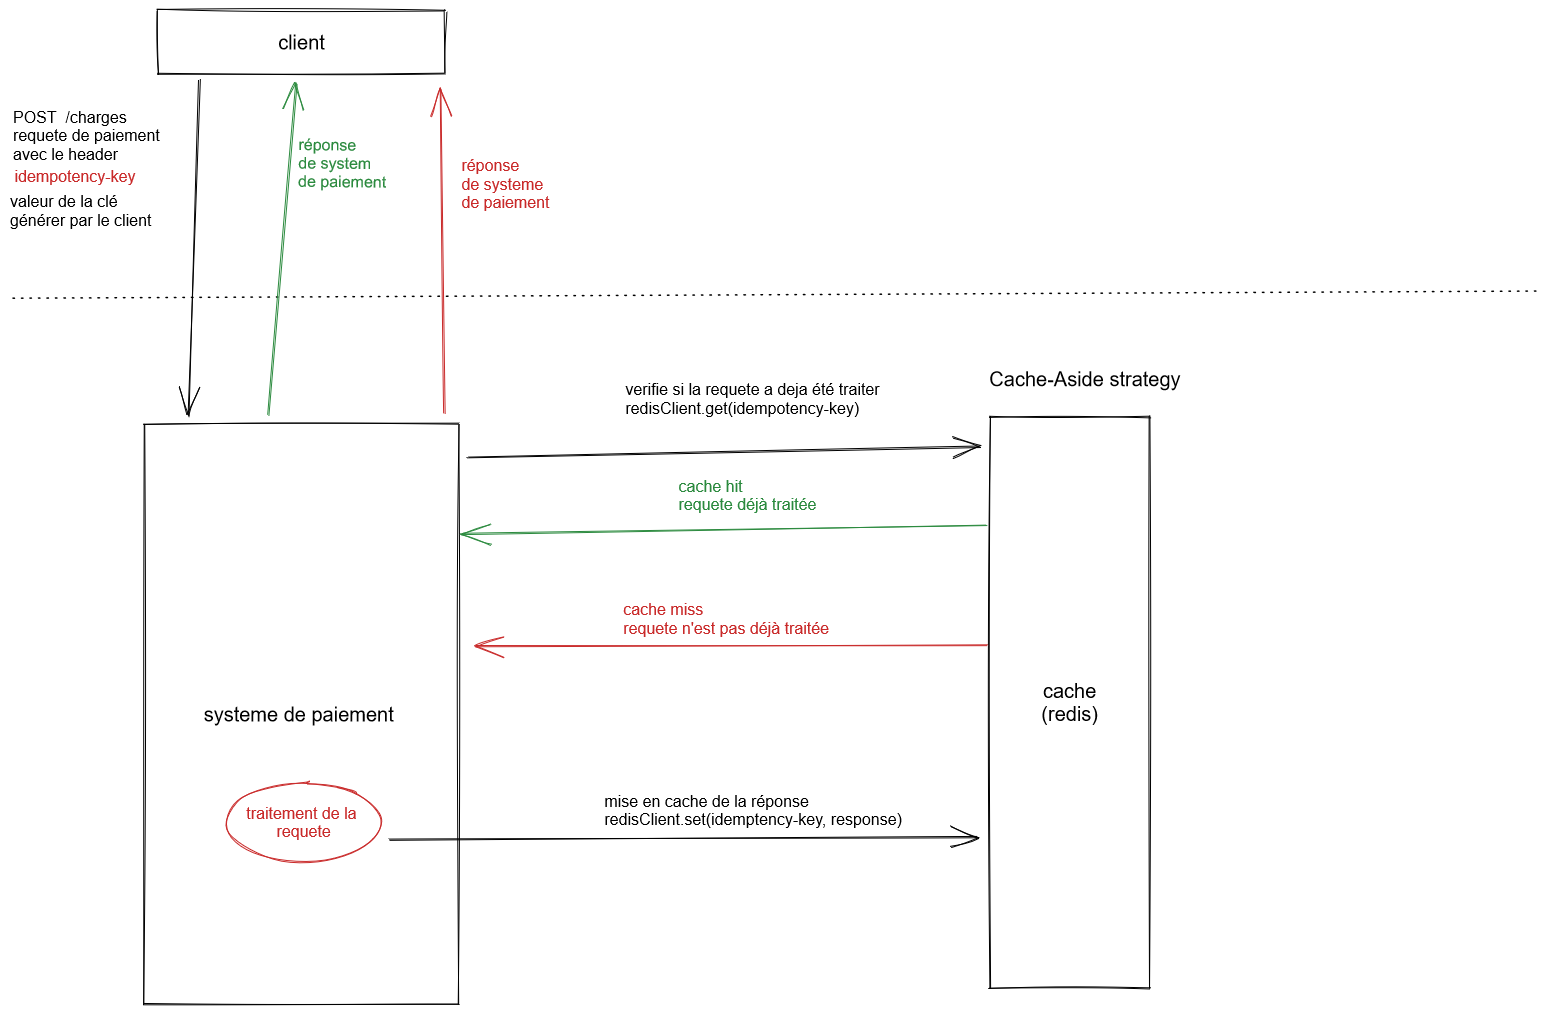 client
POST  /charges
requete de paiement
avec le header
idempotency-key
valeur de la clé
générer par le client
réponse
de system
de paiement
réponse
de systeme
de paiement
Cache-Aside strategy
verifie si la requete a deja été traiter
redisClient.get(idempotency-key)
cache hit
requete déjà traitée
cache miss
requete n'est pas déjà traitée
cache
(redis)
systeme de paiement
traitement de la
requete
mise en cache de la réponse
redisClient.set(idemptency-key, response)